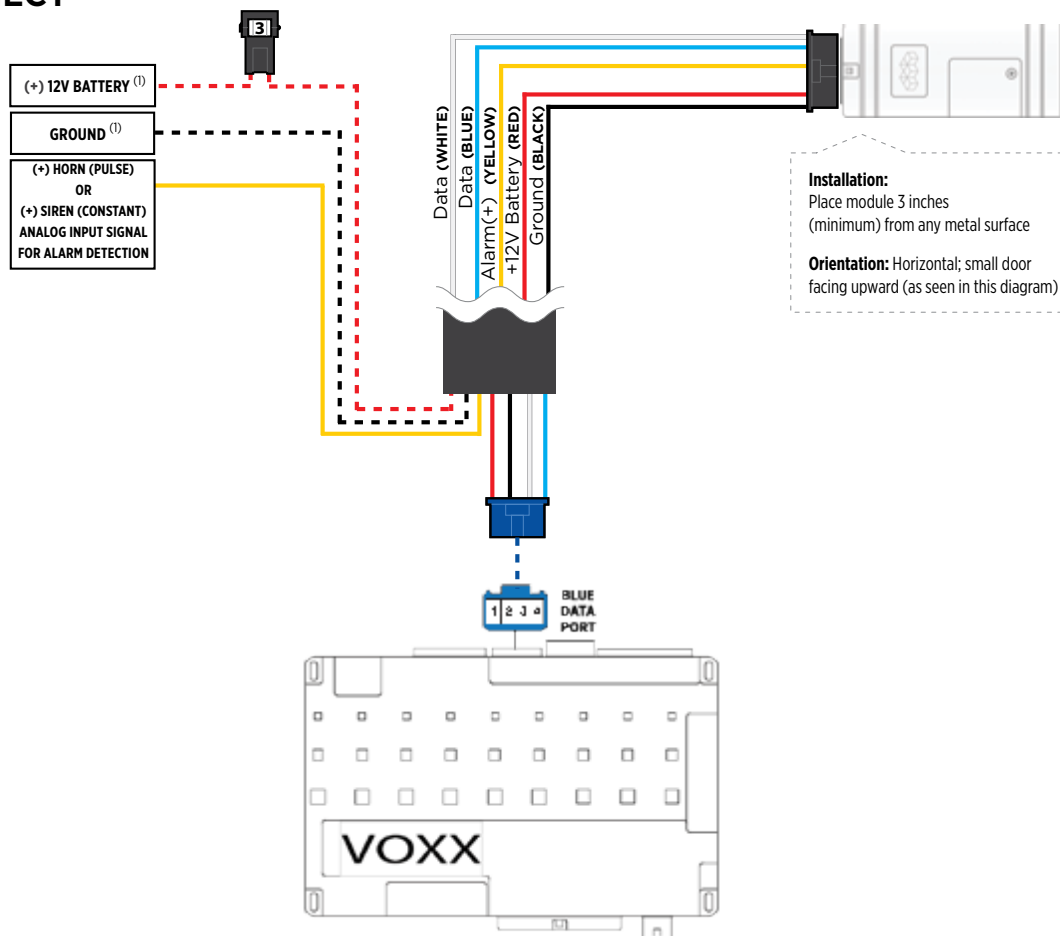 3
(+) 12V BATTERY (1)
GROUND (1)
(+) HORN (PULSE)
OR
(+) SIREN (CONSTANT)
ANALOG INPUT SIGNAL
FOR ALARM DETECTION
Data (WHITE)
Data (BLUE)
Alarm(+) (YELLOW)
+12V Battery (RED)
Ground (BLACK)
Installation:
Place module 3 inches
(minimum) from any metal surface
Orientation: Horizontal; small door
facing upward (as seen in this diagram)
1 2 3 4
BLUE
DATA
PORT
VOXX